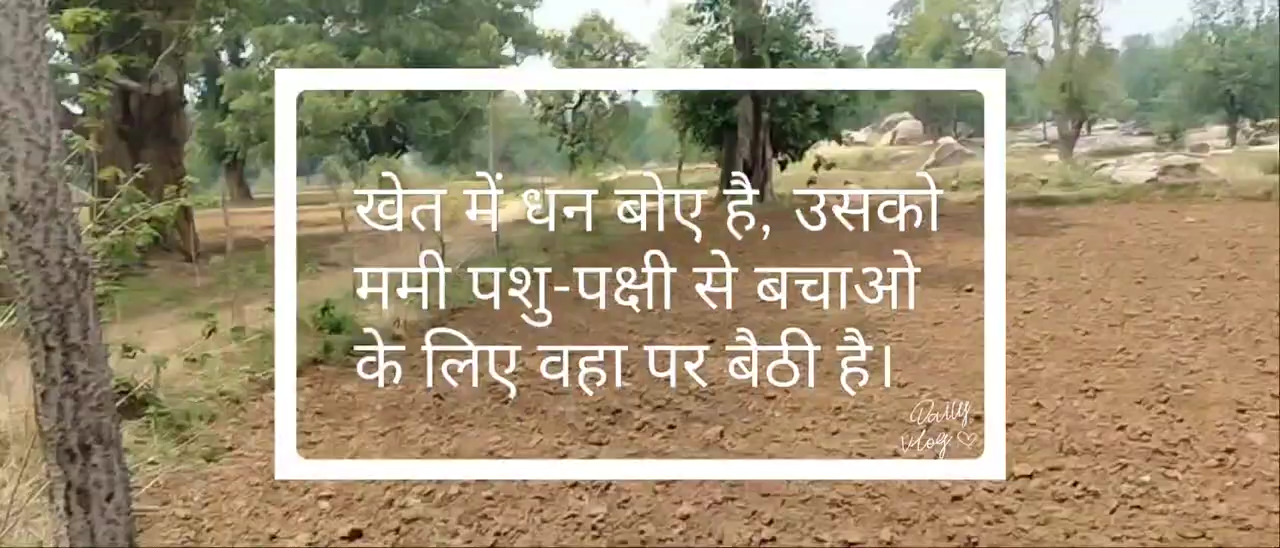 खेत में धन बोए है, उसको
ममी पशु-पक्षी से बचाओ
के लिए वहा पर बैठी है।
Daily
Vlog